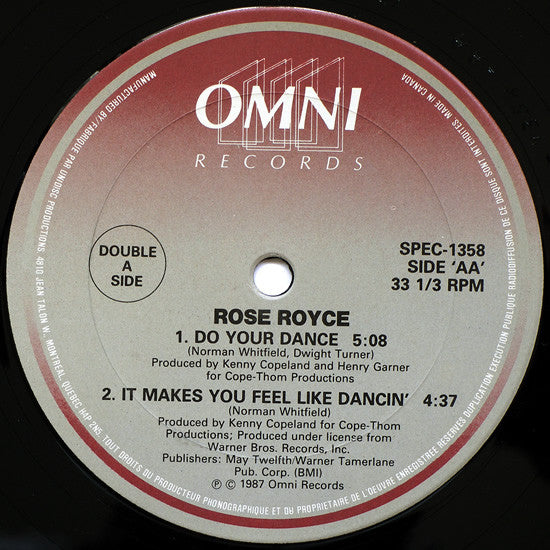 OMNI
RECORDS
DOUBLE
A
SIDE
SPEC-1358
SIDE 'AA'
33 1/3 RPM
ROSE ROYCE
1. DO YOUR DANCE 5:08
(Norman Whitfield, Dwight Turner)
Produced by Kenny Copeland and Henry Garner
for Cope-Thom Productions
2. IT MAKES YOU FEEL LIKE DANCIN' 4:37
(Norman Whitfield)
Produced by Kenny Copeland for Cope-Thom
Productions; Produced under license from
Warner Bros. Records, Inc.
Publishers: May Twelfth/Warner Tamerlane
Pub. Corp. (BMI)
℗ © 1987 Omni Records
MANUFACTURED BY/FABRIQUE PAR UNIDISC PRODUCTIONS 4810 JEAN TALON W. MONTREAL, QUEBEC H4P 2N5. TOUT DROITS DU PRODUCTEUR PHONOGRAPHIQUE ET DU PROPRIETAIRE DE L'OEUVRE ENREGISTREE RESERVES DUPLICATION EXECUTION PUBLIQUE RADIODIFFUSION DE CE DISQUE SONT INTERDITES MADE IN CANADA